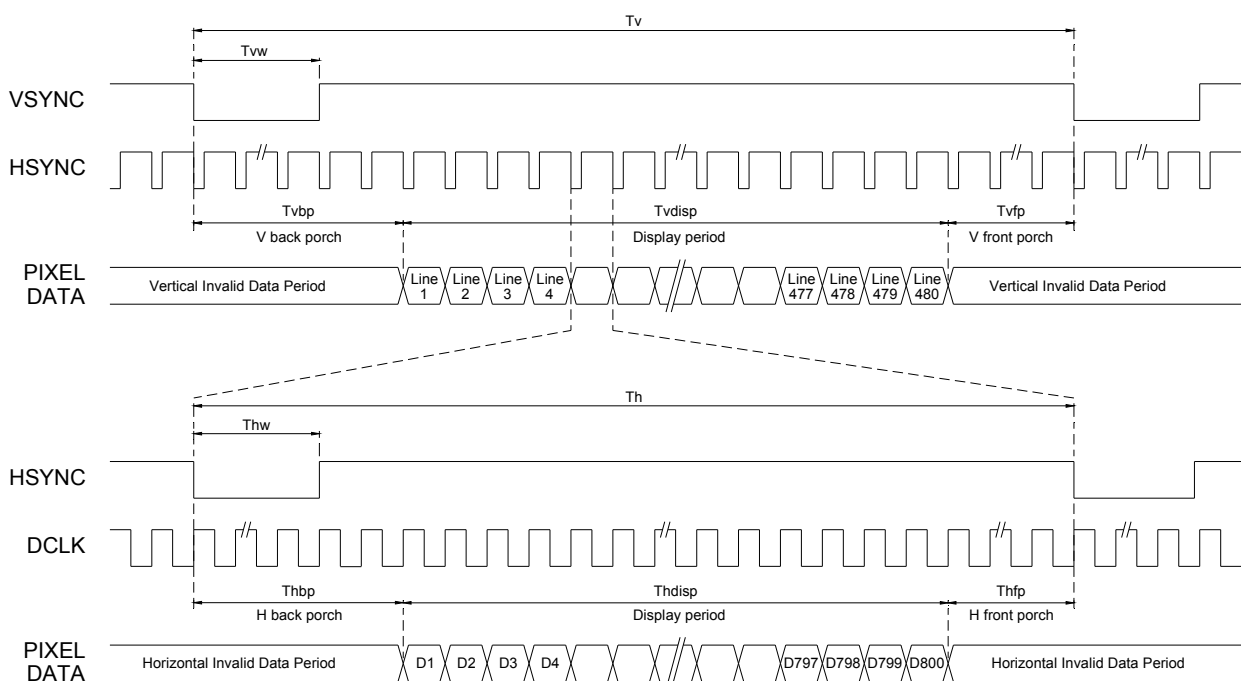 Tv
Tvw
VSYNC
HSYNC
Tvbp Tvdisp Tvfp
V back porch Display period V front porch
PIXEL DATA
Vertical Invalid Data Period Line 1 Line 2 Line 3 Line 4 Line 477 Line 478 Line 479 Line 480 Vertical Invalid Data Period
Th
Thw
HSYNC
DCLK
Thbp Thdisp Thfp
H back porch Display period H front porch
PIXEL DATA
Horizontal Invalid Data Period D1 D2 D3 D4 D797 D798 D799 D800 Horizontal Invalid Data Period